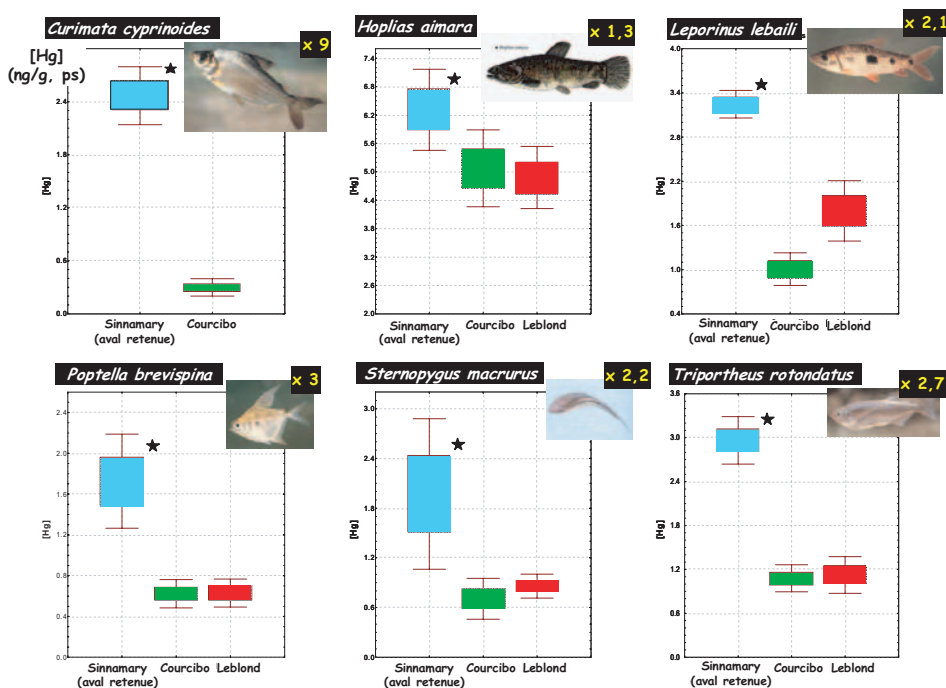 Curimata cyprinoides
x 9
[Hg]
(ng/g, ps)
[Hg]
2.4
1.8
1.2
0.6
0.0
Sinnamary
(aval retenue)
Courcibo
Hoplias aimara
x 1,3
[Hg]
7.4
6.8
6.2
5.6
5.0
4.4
3.8
3.2
2.6
2.0
Sinnamary
(aval retenue)
Courcibo
Leblond
Leporinus lebaili
x 2,1
[Hg]
4.0
3.4
2.8
2.2
1.6
1.0
0.4
Sinnamary
(aval retenue)
Courcibo
Leblond
Poptella brevispina
x 3
[Hg]
2.4
2.0
1.6
1.2
0.8
0.4
0.0
Sinnamary
(aval retenue)
Courcibo
Leblond
Sternopygus macrurus
x 2,2
[Hg]
3.0
2.4
1.8
1.2
0.6
0.0
Sinnamary
(aval retenue)
Courcibo
Leblond
Triportheus rotondatus
x 2,7
[Hg]
3.6
3.0
2.4
1.8
1.2
0.6
0.0
Sinnamary
(aval retenue)
Courcibo
Leblond